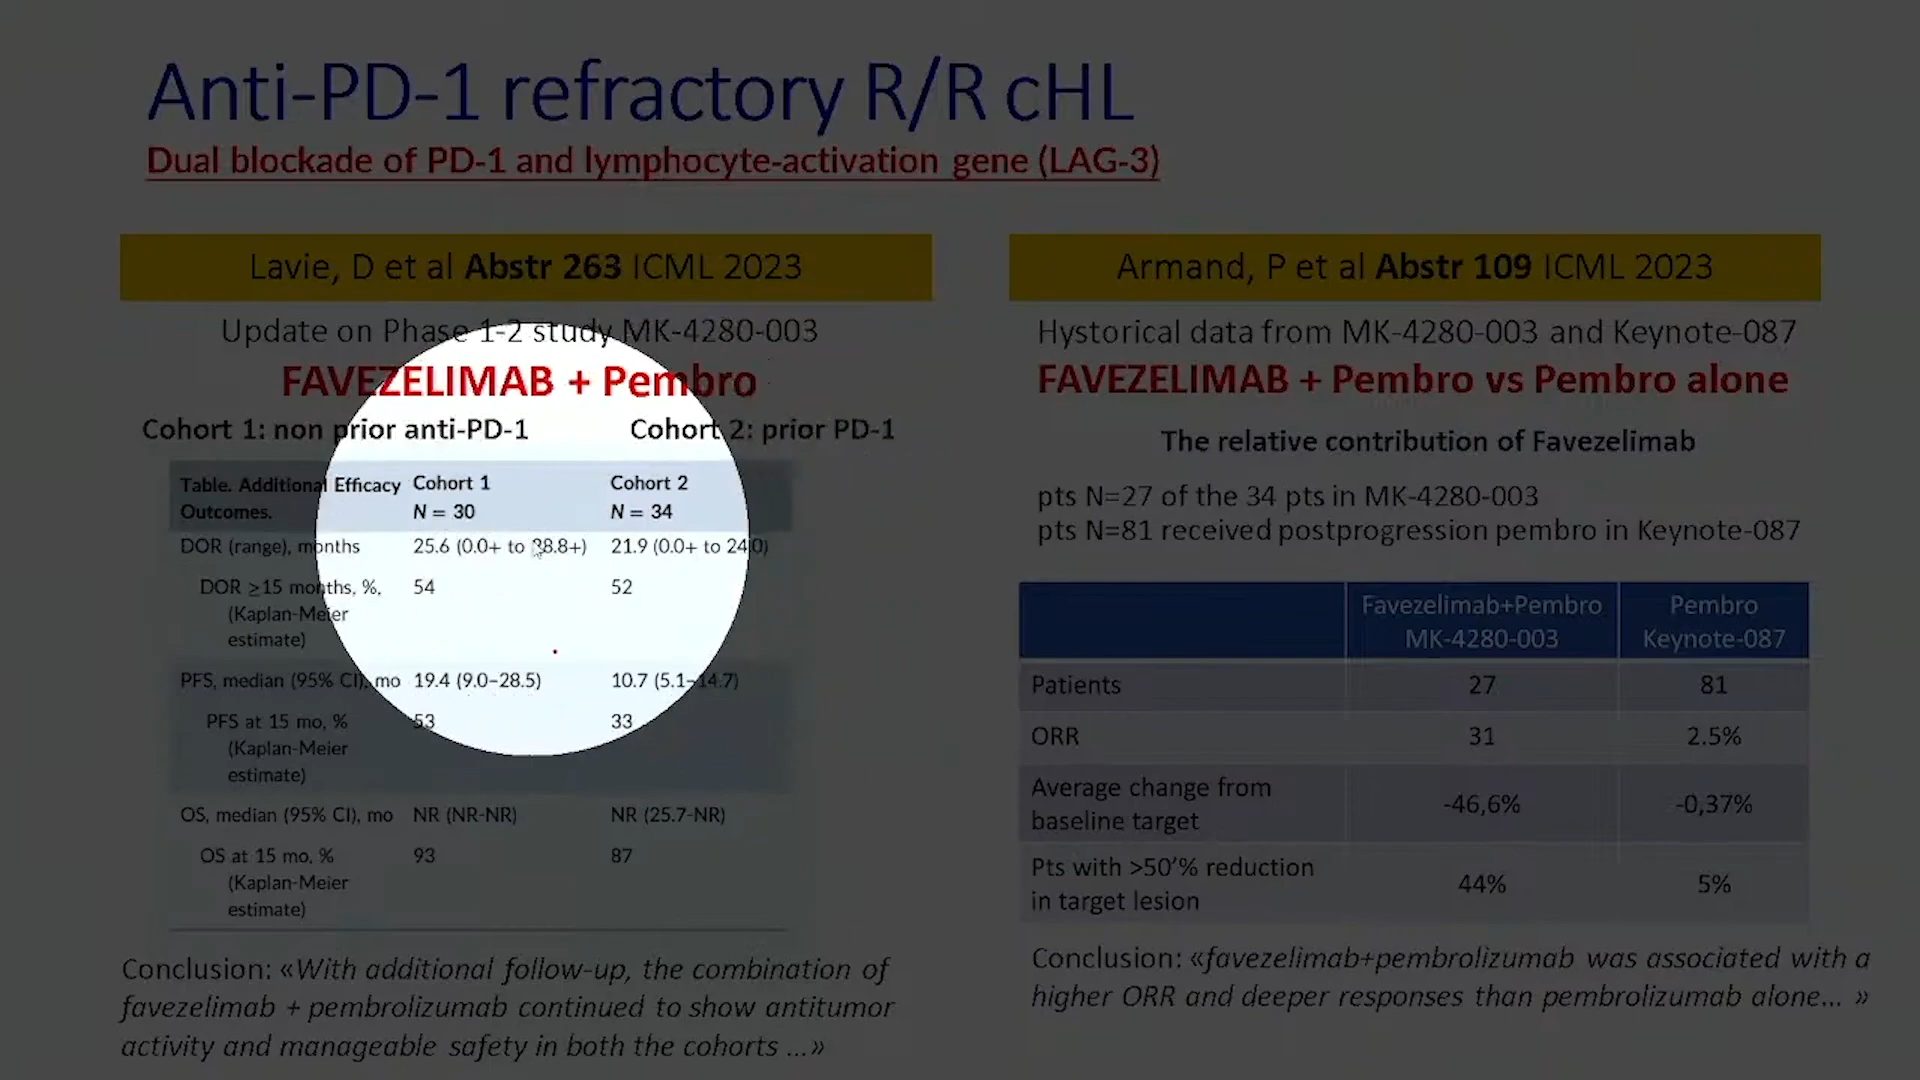 Anti-PD-1 refractory R/R cHL
Dual blockade of PD-1 and lymphocyte-activation gene (LAG-3)
Lavie, D et al Abstr 263 ICML 2023
Update on Phase 1-2 study MK-4280-003
FAVEZELIMAB + Pembro
Cohort 1: non prior anti-PD-1 Cohort 2: prior PD-1
Table. Additional Efficacy Outcomes. Cohort 1 N = 30 Cohort 2 N = 34
DOR (range), months 25.6 (0.0+ to 38.8+) 21.9 (0.0+ to 24.0)
DOR ≥15 months, %, 54 52
(Kaplan-Meier
estimate)
PFS, median (95% CI), mo 19.4 (9.0–28.5) 10.7 (5.1–14.7)
PFS at 15 mo, % 53 33
(Kaplan-Meier
estimate)
OS, median (95% CI), mo NR (NR-NR) NR (25.7-NR)
OS at 15 mo, % 93 87
(Kaplan-Meier
estimate)
Conclusion: «With additional follow-up, the combination of
favezelimab + pembrolizumab continued to show antitumor
activity and manageable safety in both the cohorts ...»
Armand, P et al Abstr 109 ICML 2023
Hystorical data from MK-4280-003 and Keynote-087
FAVEZELIMAB + Pembro vs Pembro alone
The relative contribution of Favezelimab
pts N=27 of the 34 pts in MK-4280-003
pts N=81 received postprogression pembro in Keynote-087
Favezelimab+Pembro MK-4280-003 Pembro Keynote-087
Patients 27 81
ORR 31 2.5%
Average change from baseline target -46,6% -0,37%
Pts with >50'% reduction in target lesion 44% 5%
Conclusion: «favezelimab+pembrolizumab was associated with a
higher ORR and deeper responses than pembrolizumab alone... »